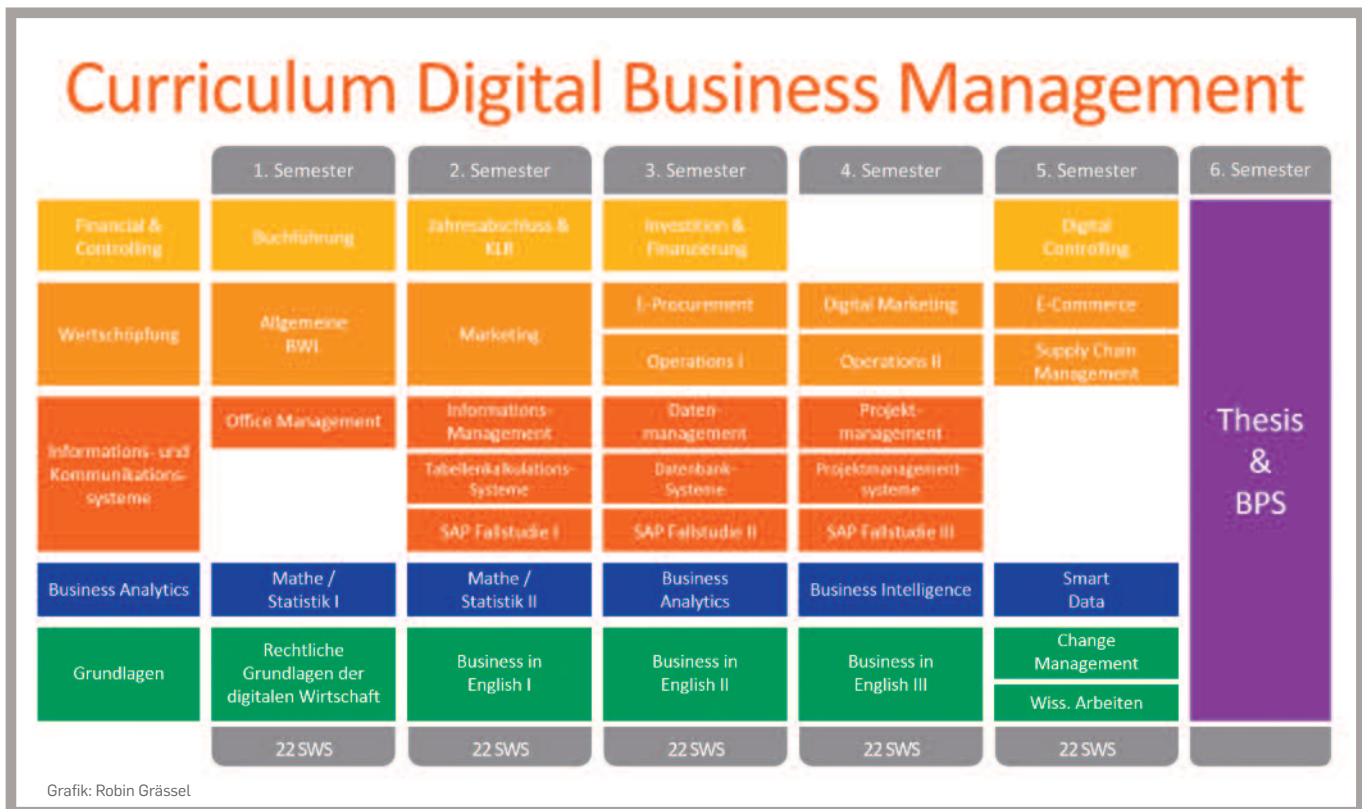 Curriculum Digital Business Management
1. Semester
2. Semester
3. Semester
4. Semester
5. Semester
6. Semester
Financial &
Controlling
Buchführung
Jahresabschluss &
KLR
Investition &
Finanzierung
Digital
Controlling
Wertschöpfung
Allgemeine
BWL
Marketing
E-Procurement
Digital Marketing
E-Commerce
Operations I
Operations II
Supply Chain
Management
Informations- und
Kommunikations-
systeme
Office Management
Informations-
Management
Daten-
management
Projekt-
management
Tabellenkalkulations-
Systeme
Datenbank-
Systeme
Projektmanagement-
systeme
SAP Fallstudie I
SAP Fallstudie II
SAP Fallstudie III
Business Analytics
Mathe /
Statistik I
Mathe /
Statistik II
Business
Analytics
Business Intelligence
Smart
Data
Grundlagen
Rechtliche
Grundlagen der
digitalen Wirtschaft
Business in
English I
Business in
English II
Business in
English III
Change
Management
Wiss. Arbeiten
Thesis
&
BPS
22 SWS
22 SWS
22 SWS
22 SWS
22 SWS
Grafik: Robin Grässel